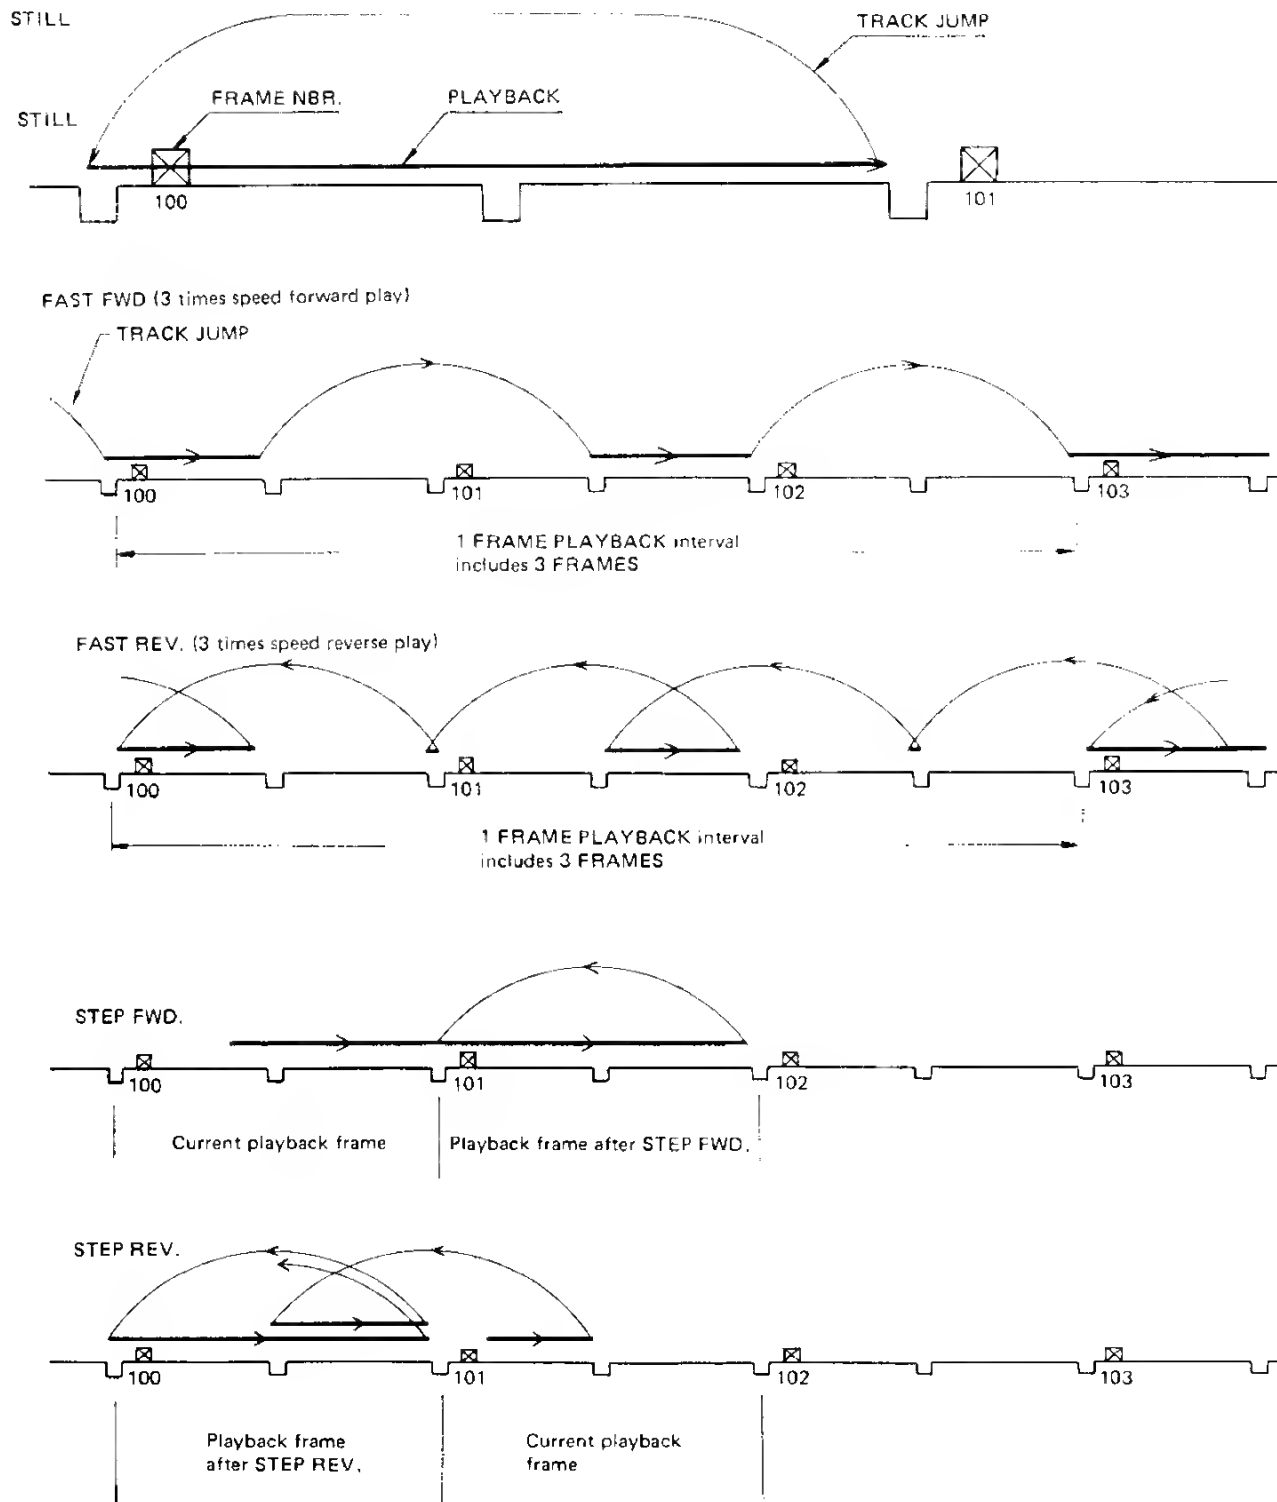 STILL
TRACK JUMP
FRAME NBR.
PLAYBACK
STILL
100
101
FAST FWD (3 times speed forward play)
TRACK JUMP
100
101
102
103
1 FRAME PLAYBACK interval
includes 3 FRAMES
FAST REV. (3 times speed reverse play)
100
101
102
103
1 FRAME PLAYBACK interval
includes 3 FRAMES
STEP FWD.
100
101
102
103
Current playback frame
Playback frame after STEP FWD.
STEP REV.
100
101
102
103
Playback frame
after STEP REV.
Current playback
frame